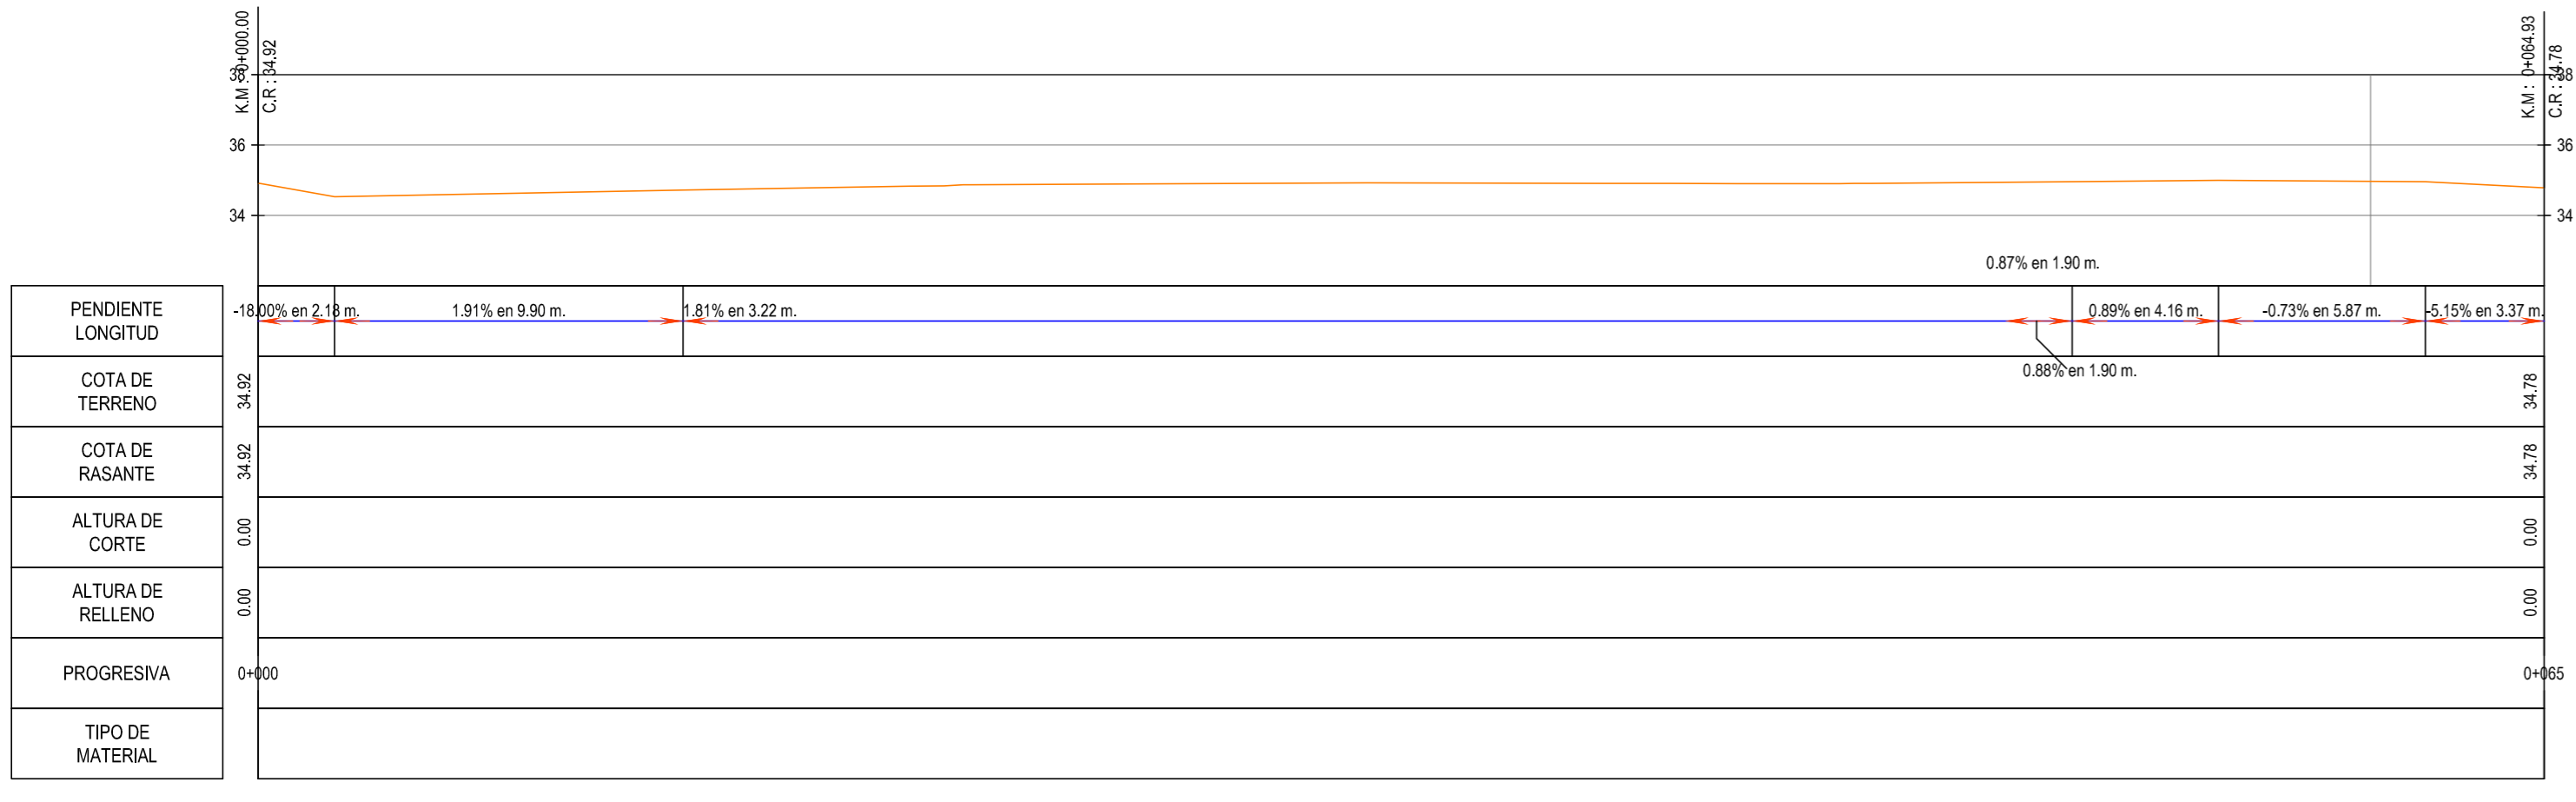 K.M : 0+000.00
C.R : 34.92
K.M : 0+064.93
C.R : 34.78
38
38
36
36
34
34
0.87% en 1.90 m.
PENDIENTE
LONGITUD
-18.00% en 2.18 m.
1.91% en 9.90 m.
1.81% en 3.22 m.
0.89% en 4.16 m.
-0.73% en 5.87 m.
-5.15% en 3.37 m.
0.88% en 1.90 m.
COTA DE
TERRENO
34.92
34.78
COTA DE
RASANTE
34.92
34.78
ALTURA DE
CORTE
0.00
0.00
ALTURA DE
RELLENO
0.00
0.00
PROGRESIVA
0+000
0+065
TIPO DE
MATERIAL